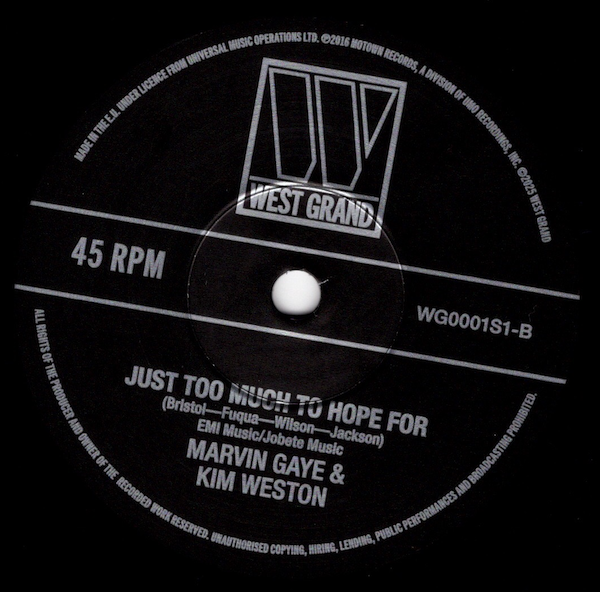 MADE IN THE E.U. UNDER LICENCE FROM UNIVERSAL MUSIC OPERATIONS LTD. ℗2016 MOTOWN RECORDS, A DIVISION OF UMO RECORDINGS, INC. ©2025 WEST GRAND
WEST GRAND
45 RPM
WG0001S1-B
JUST TOO MUCH TO HOPE FOR
(Bristol—Fuqua—Wilson—Jackson)
EMI Music/Jobete Music
MARVIN GAYE &
KIM WESTON
ALL RIGHTS OF THE PRODUCER AND OWNER OF THE RECORDED WORK RESERVED. UNAUTHORISED COPYING, HIRING, LENDING, PUBLIC PERFORMANCES AND BROADCASTING PROHIBITED.